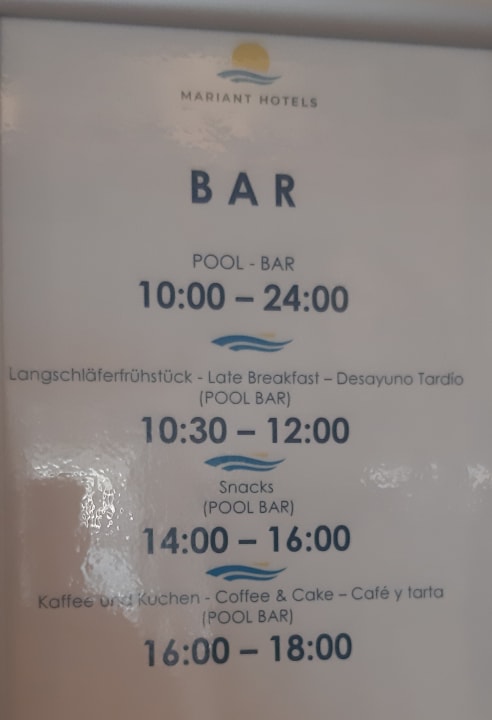 MARIANT HOTELS
BAR
POOL - BAR
10:00 – 24:00
Langschläferfrühstück - Late Breakfast – Desayuno Tardío
(POOL BAR)
10:30 – 12:00
Snacks
(POOL BAR)
14:00 – 16:00
Kaffee und Kuchen - Coffee & Cake – Café y tarta
(POOL BAR)
16:00 – 18:00